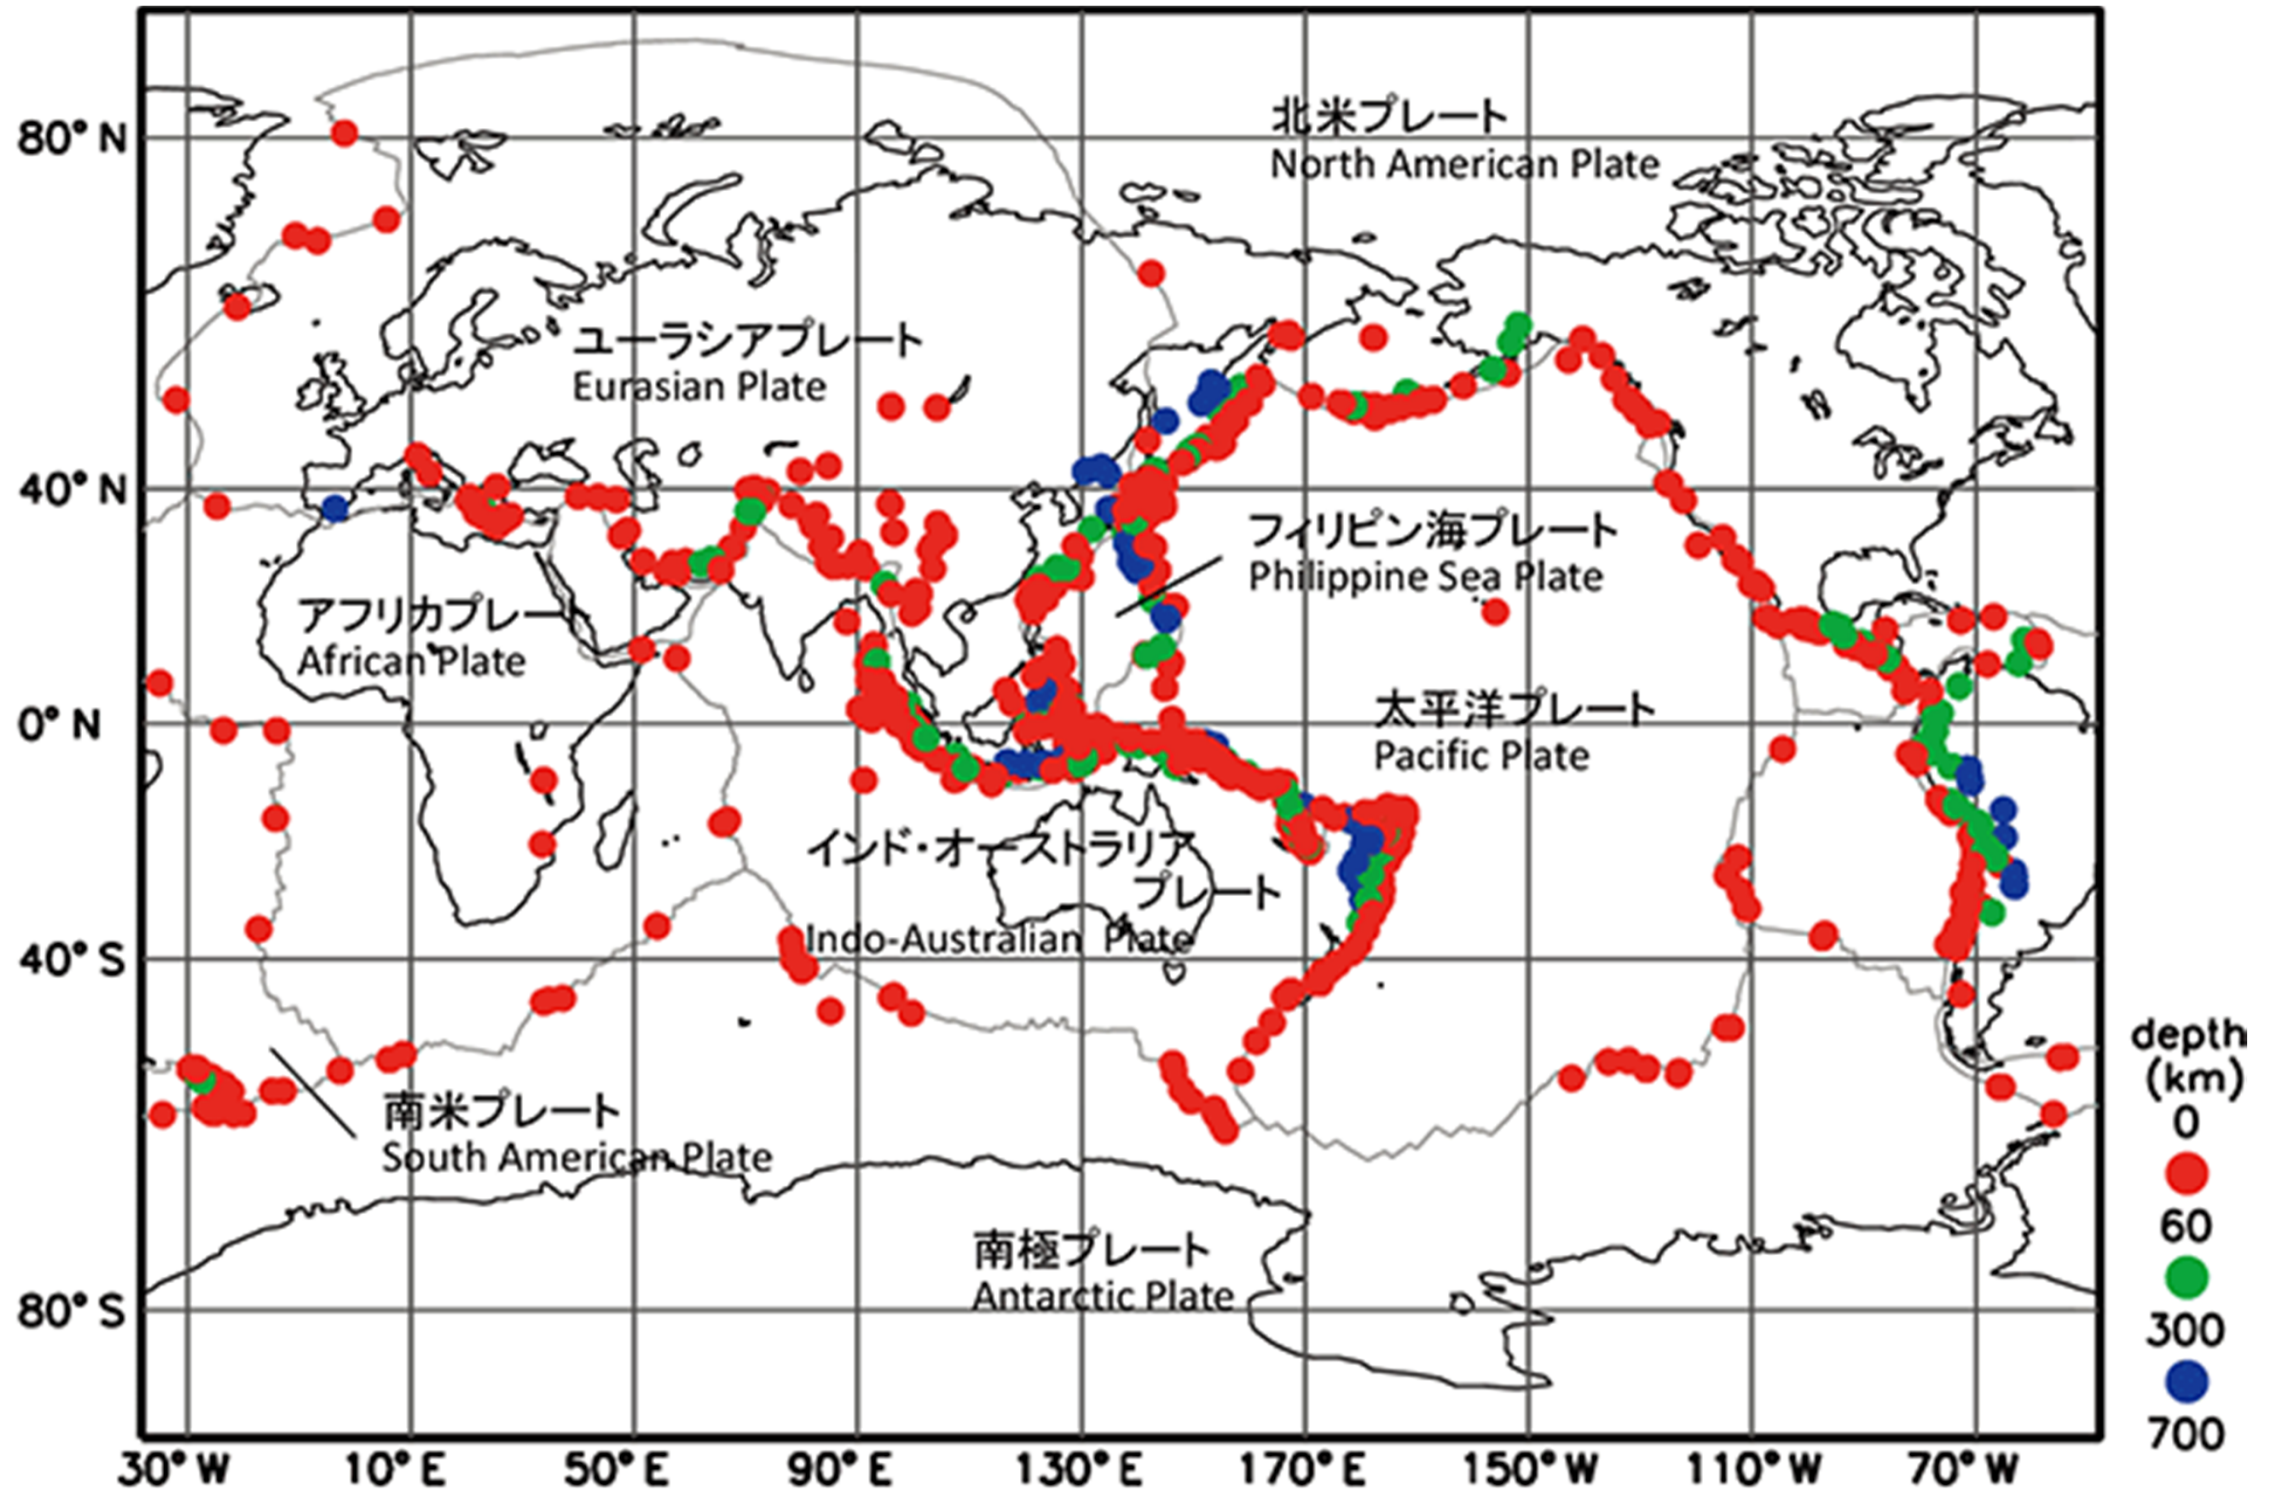 80°N
40°N
0°N
40°S
80°S
北米プレート
North American Plate
ユーラシアプレート
Eurasian Plate
フィリピン海プレート
Philippine Sea Plate
アフリカプレー
African Plate
太平洋プレート
Pacific Plate
インド・オーストラリア
プレート
Indo-Australian Plate
南米プレート
South American Plate
南極プレート
Antarctic Plate
depth
(km)
0
60
300
700
30°W 10°E 50°E 90°E 130°E 170°E 150°W 110°W 70°W